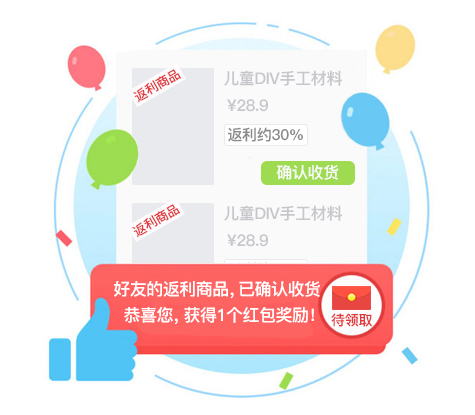 返利商品
儿童DIV手工材料
¥28.9
返利约30%
确认收货
返利商品
儿童DIV手工材料
¥28.9
好友的返利商品, 已确认收货
恭喜您, 获得1个红包奖励!
待领取